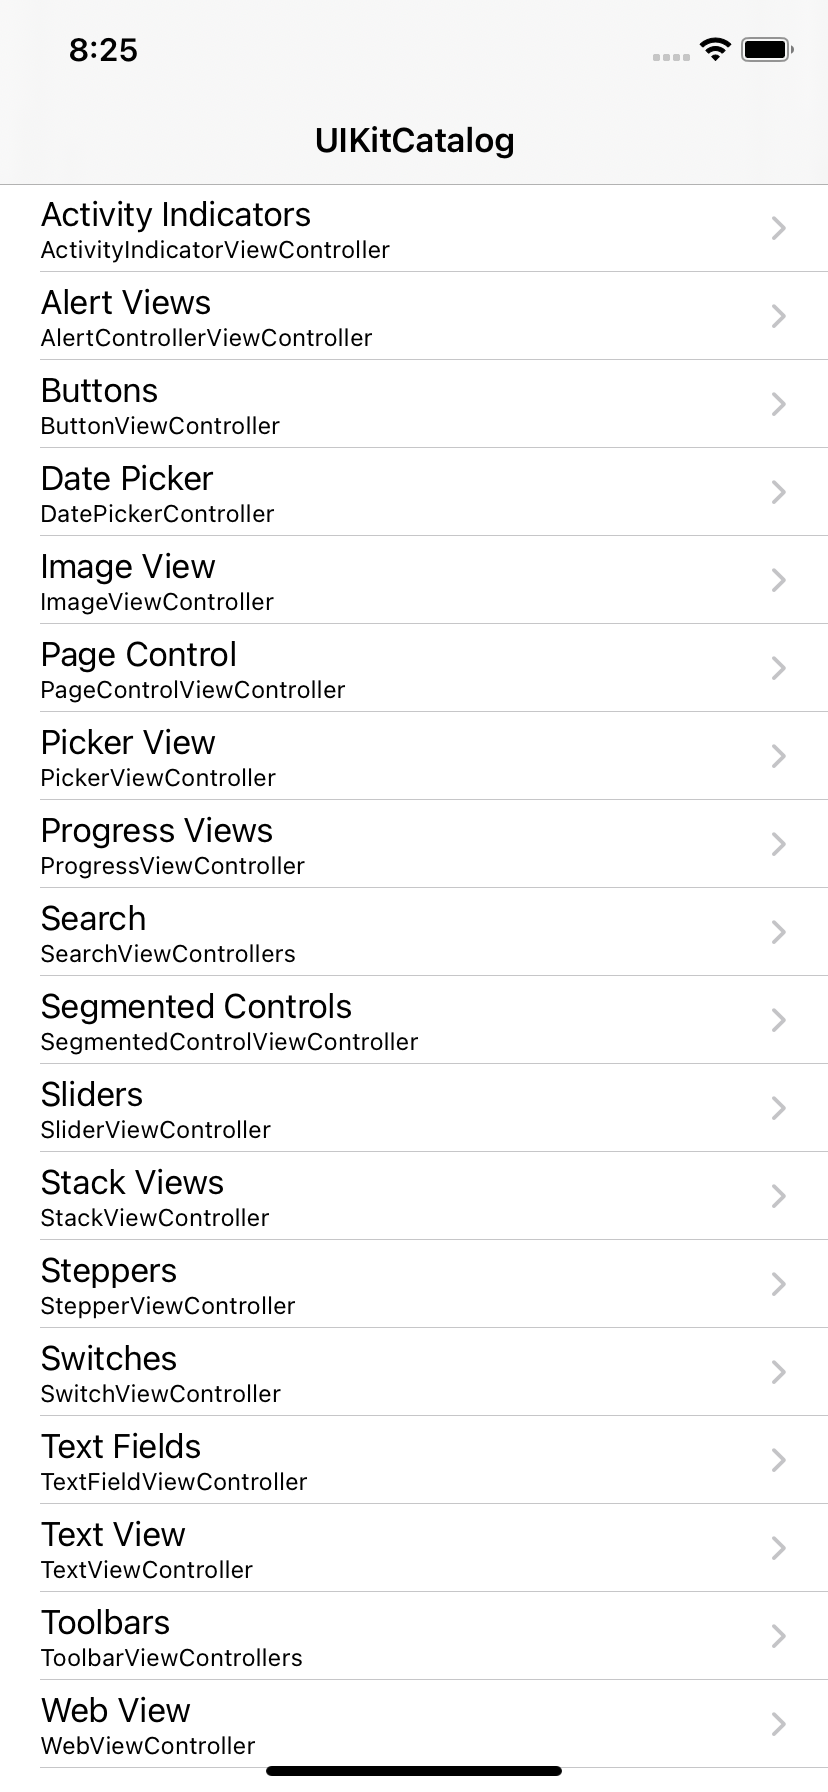 8:25
UIKitCatalog
Activity Indicators
ActivityIndicatorViewController
Alert Views
AlertControllerViewController
Buttons
ButtonViewController
Date Picker
DatePickerController
Image View
ImageViewController
Page Control
PageControlViewController
Picker View
PickerViewController
Progress Views
ProgressViewController
Search
SearchViewControllers
Segmented Controls
SegmentedControlViewController
Sliders
SliderViewController
Stack Views
StackViewController
Steppers
StepperViewController
Switches
SwitchViewController
Text Fields
TextFieldViewController
Text View
TextViewController
Toolbars
ToolbarViewControllers
Web View
WebViewController